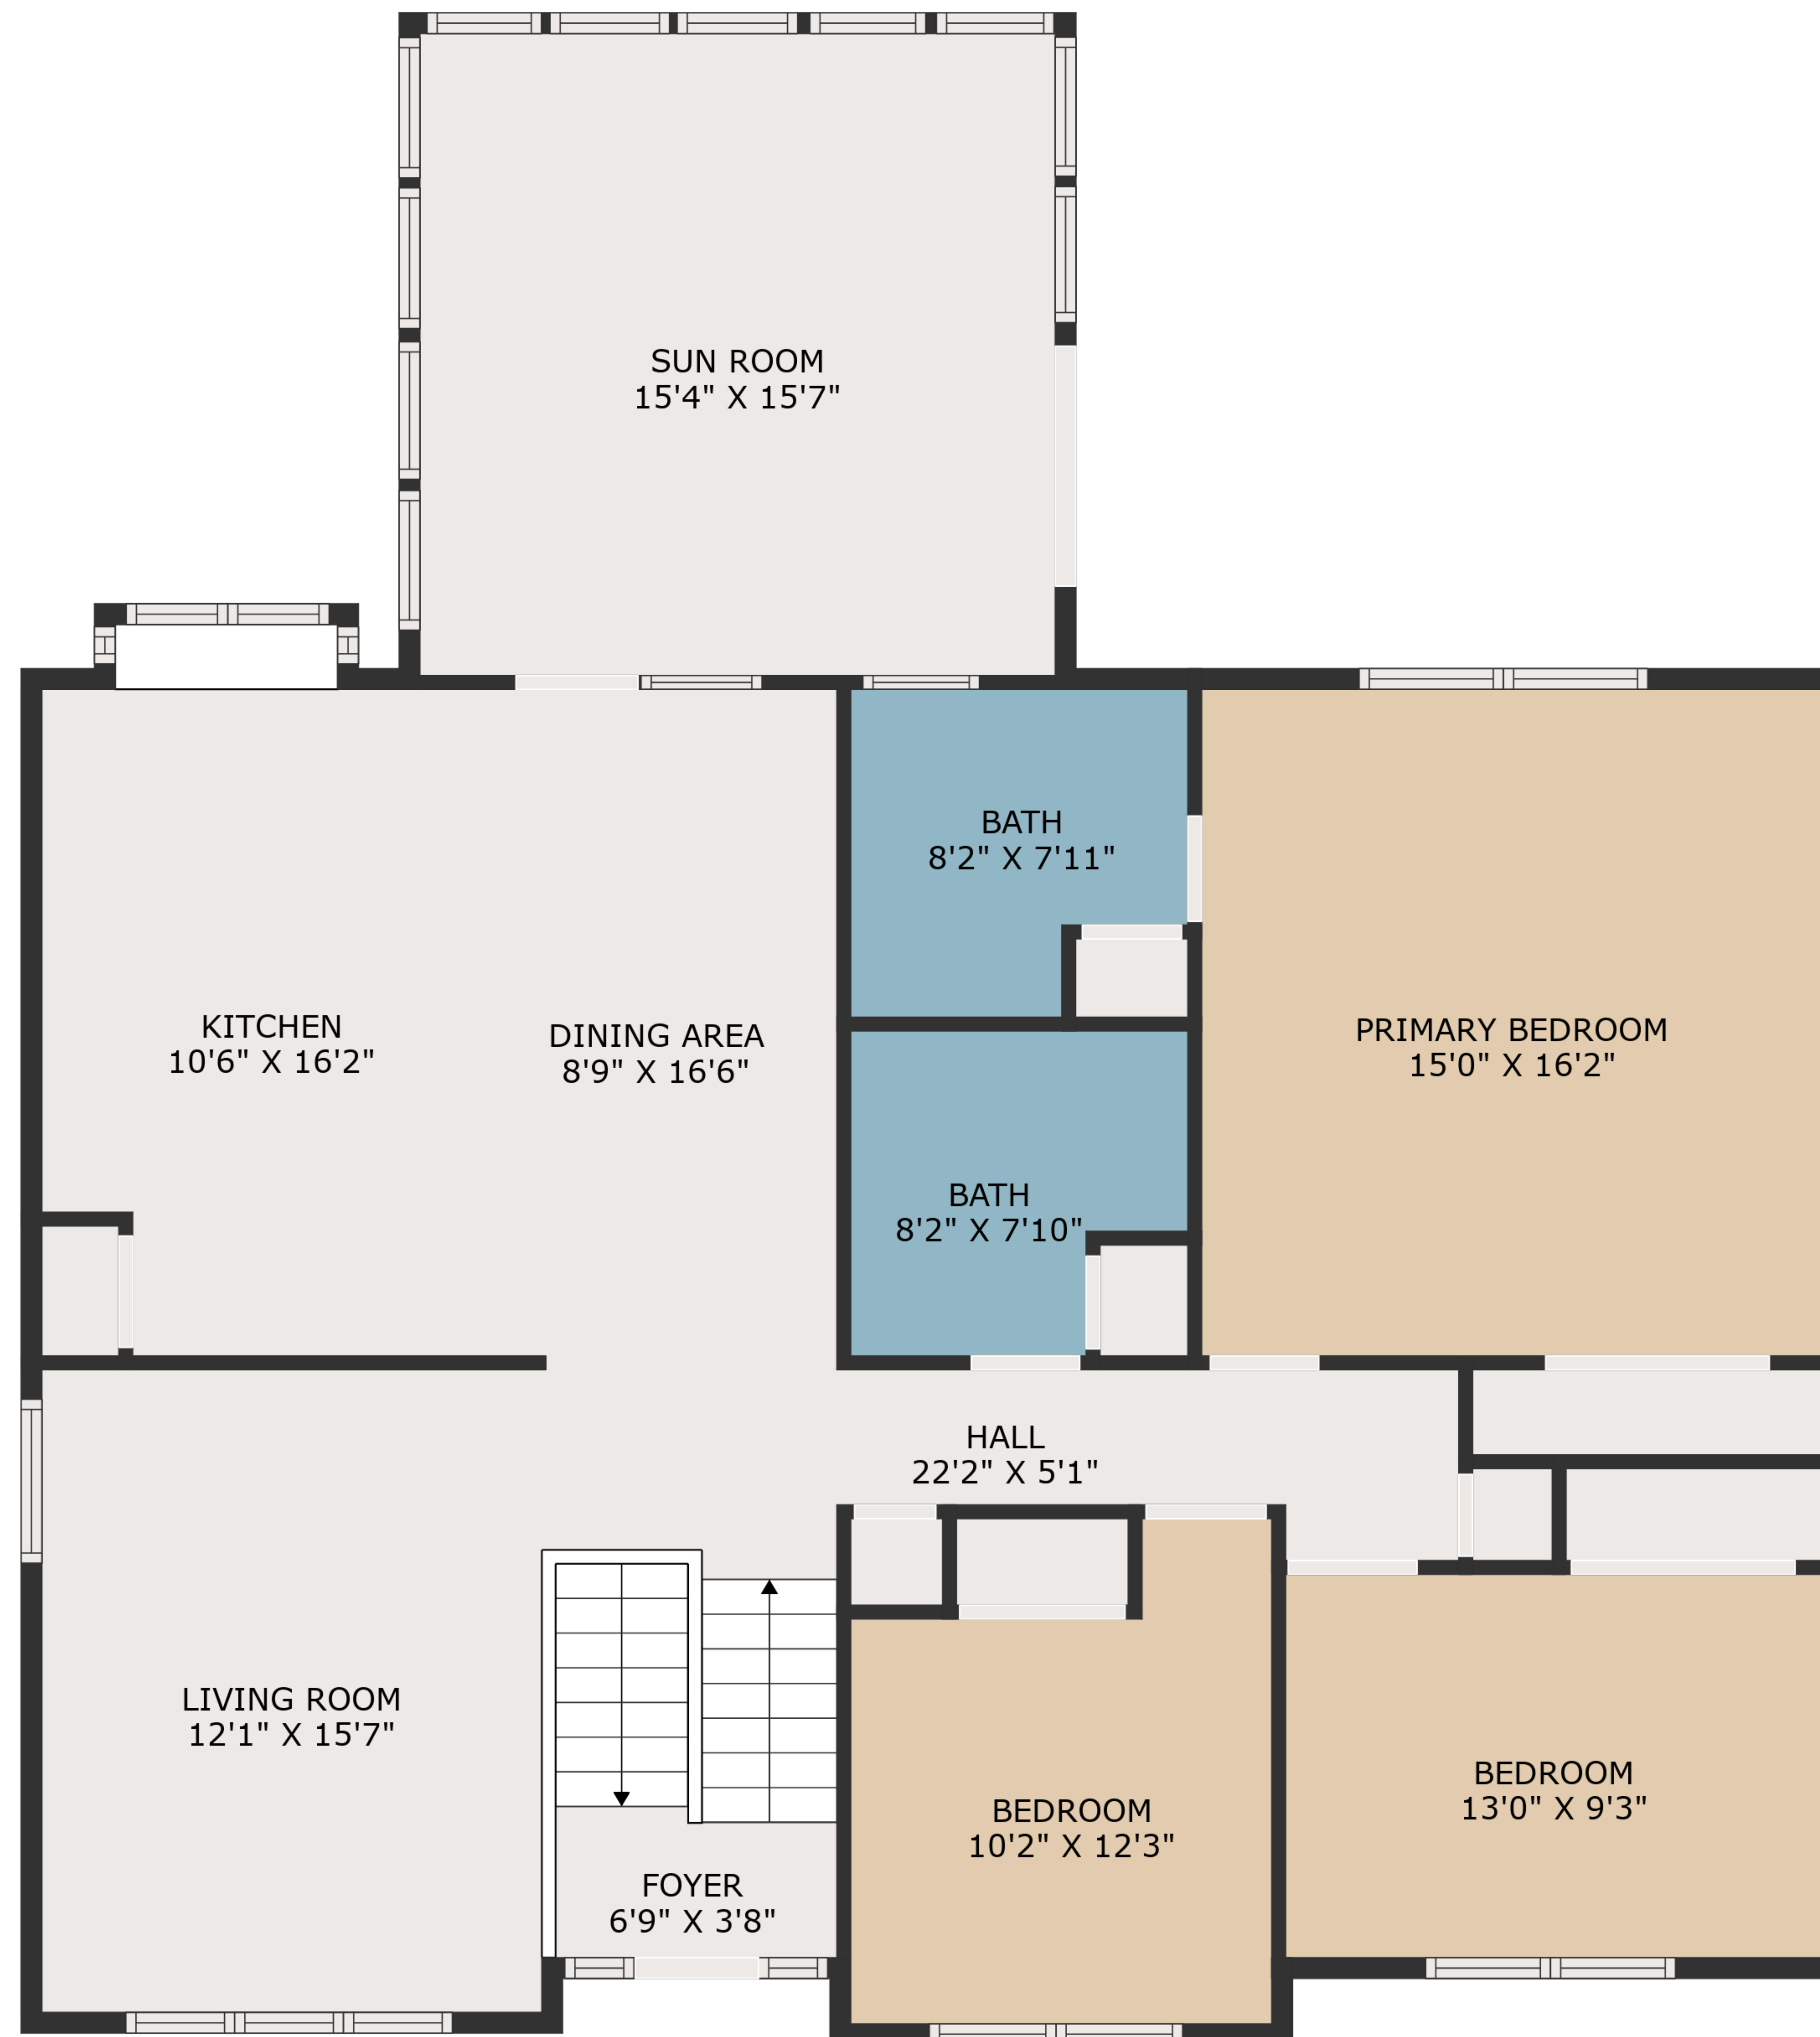 SUN ROOM
15'4" X 15'7"
BATH
8'2" X 7'11"
KITCHEN
10'6" X 16'2"
DINING AREA
8'9" X 16'6"
PRIMARY BEDROOM
15'0" X 16'2"
BATH
8'2" X 7'10"
HALL
22'2" X 5'1"
LIVING ROOM
12'1" X 15'7"
BEDROOM
13'0" X 9'3"
BEDROOM
10'2" X 12'3"
FOYER
6'9" X 3'8"